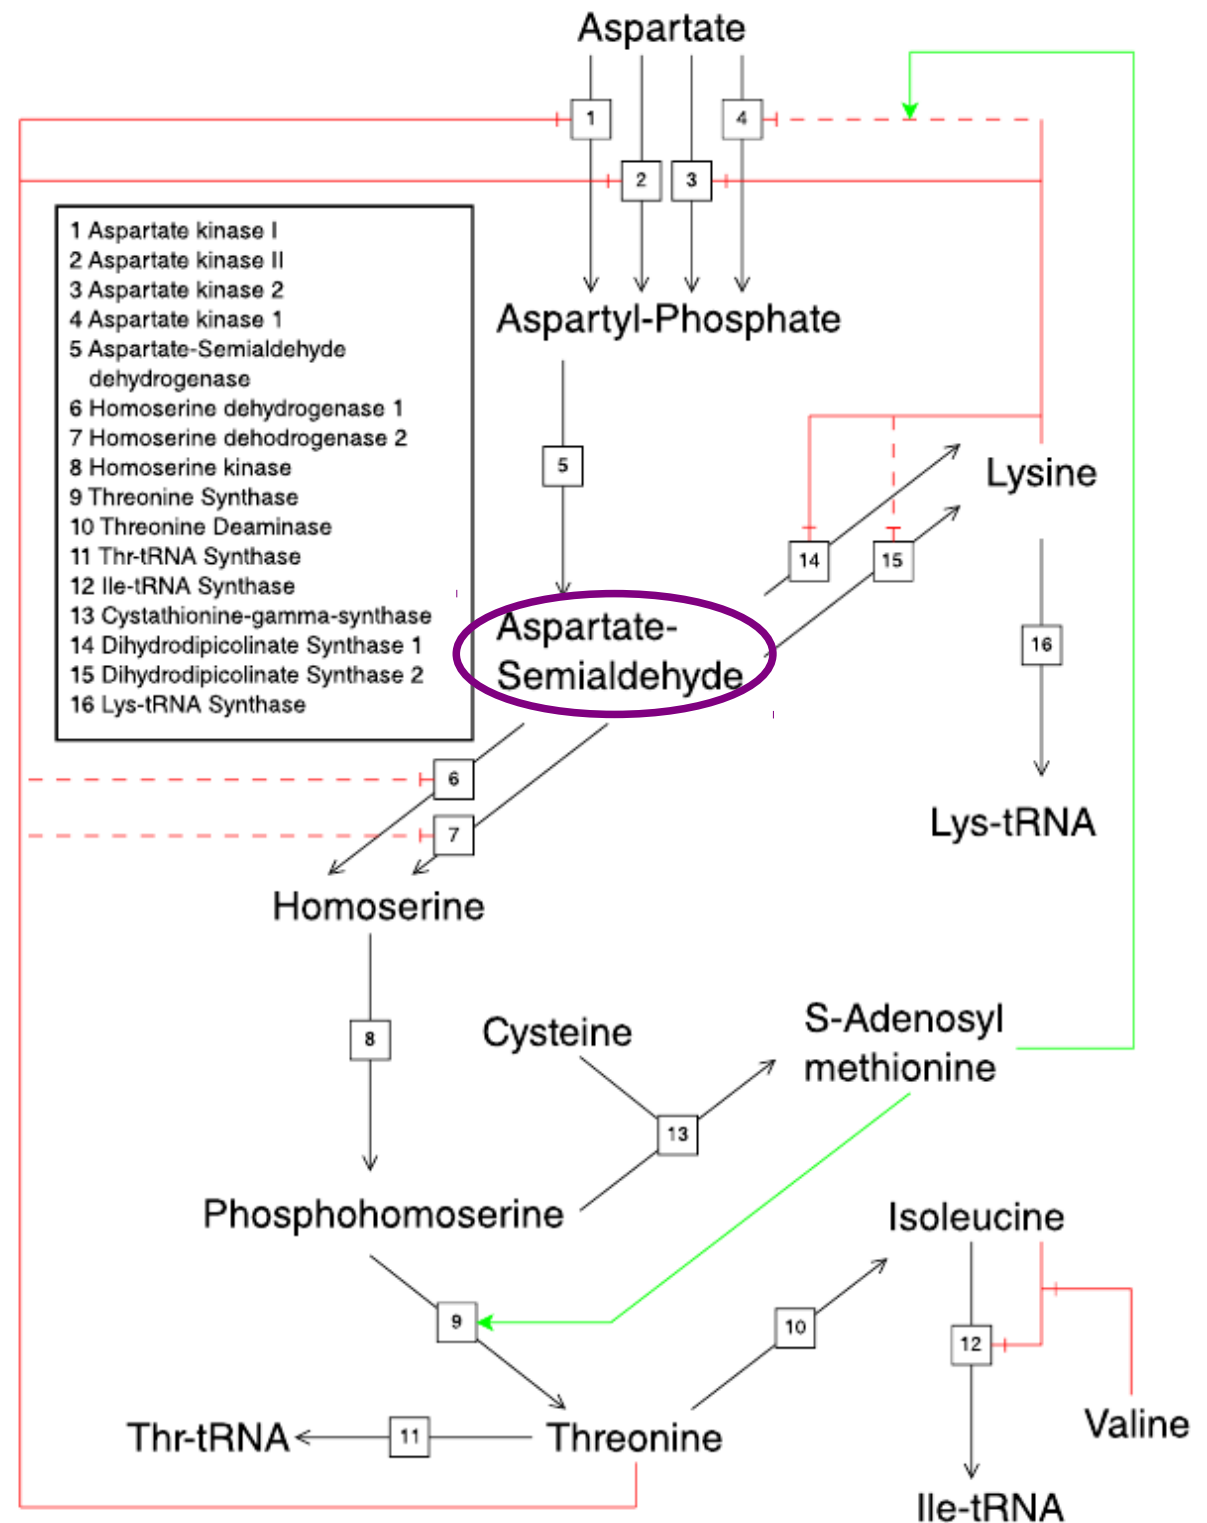 Aspartate
1
4
2
3
1 Aspartate kinase I
2 Aspartate kinase II
3 Aspartate kinase 2
4 Aspartate kinase 1
5 Aspartate-Semialdehyde
dehydrogenase
6 Homoserine dehydrogenase 1
7 Homoserine dehodrogenase 2
8 Homoserine kinase
9 Threonine Synthase
10 Threonine Deaminase
11 Thr-tRNA Synthase
12 Ile-tRNA Synthase
13 Cystathionine-gamma-synthase
14 Dihydrodipicolinate Synthase 1
15 Dihydrodipicolinate Synthase 2
16 Lys-tRNA Synthase
Aspartyl-Phosphate
5
Lysine
14
15
Aspartate-
Semialdehyde
16
6
7
Lys-tRNA
Homoserine
8
Cysteine
S-Adenosyl
methionine
13
Phosphohomoserine
Isoleucine
9
10
12
Thr-tRNA
11
Threonine
Valine
Ile-tRNA